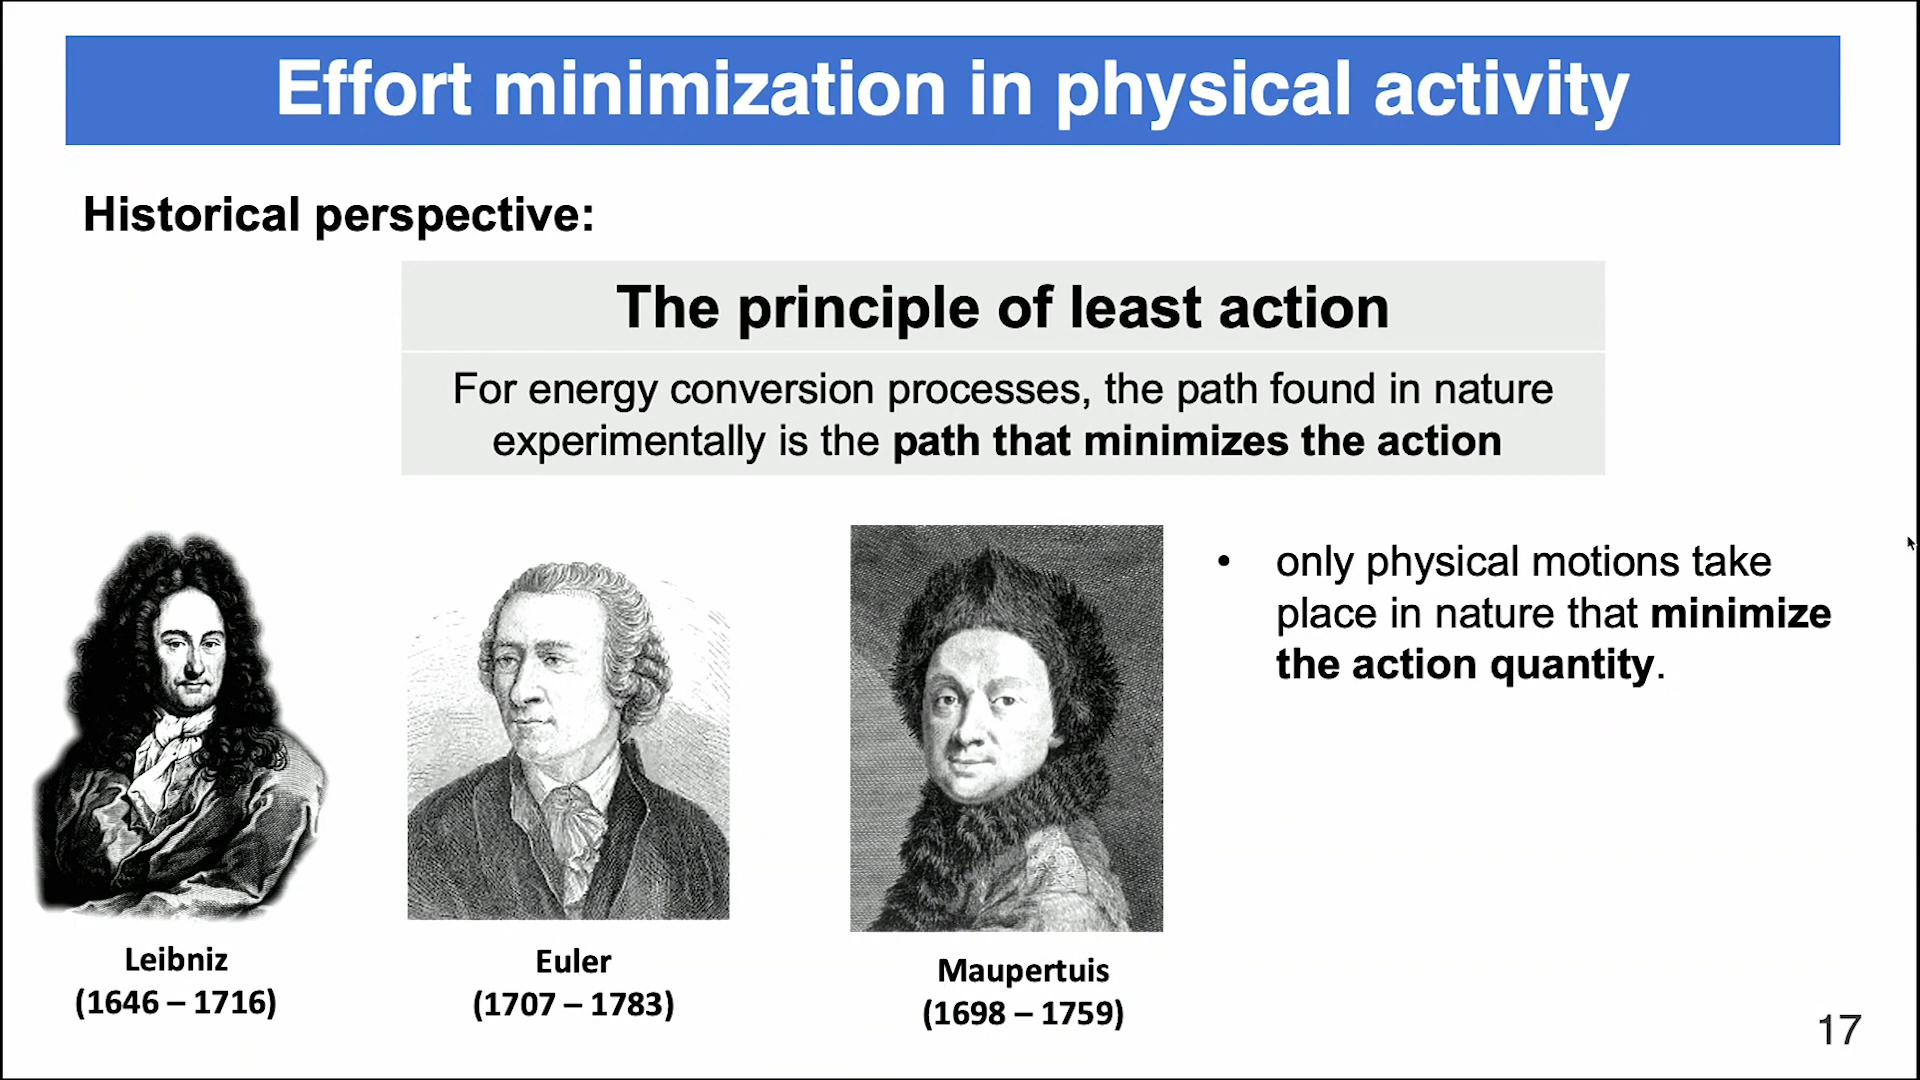 Effort minimization in physical activity
Historical perspective:
The principle of least action
For energy conversion processes, the path found in nature
experimentally is the path that minimizes the action
• only physical motions take
place in nature that minimize
the action quantity.
Leibniz
(1646 – 1716)
Euler
(1707 – 1783)
Maupertuis
(1698 – 1759)
17